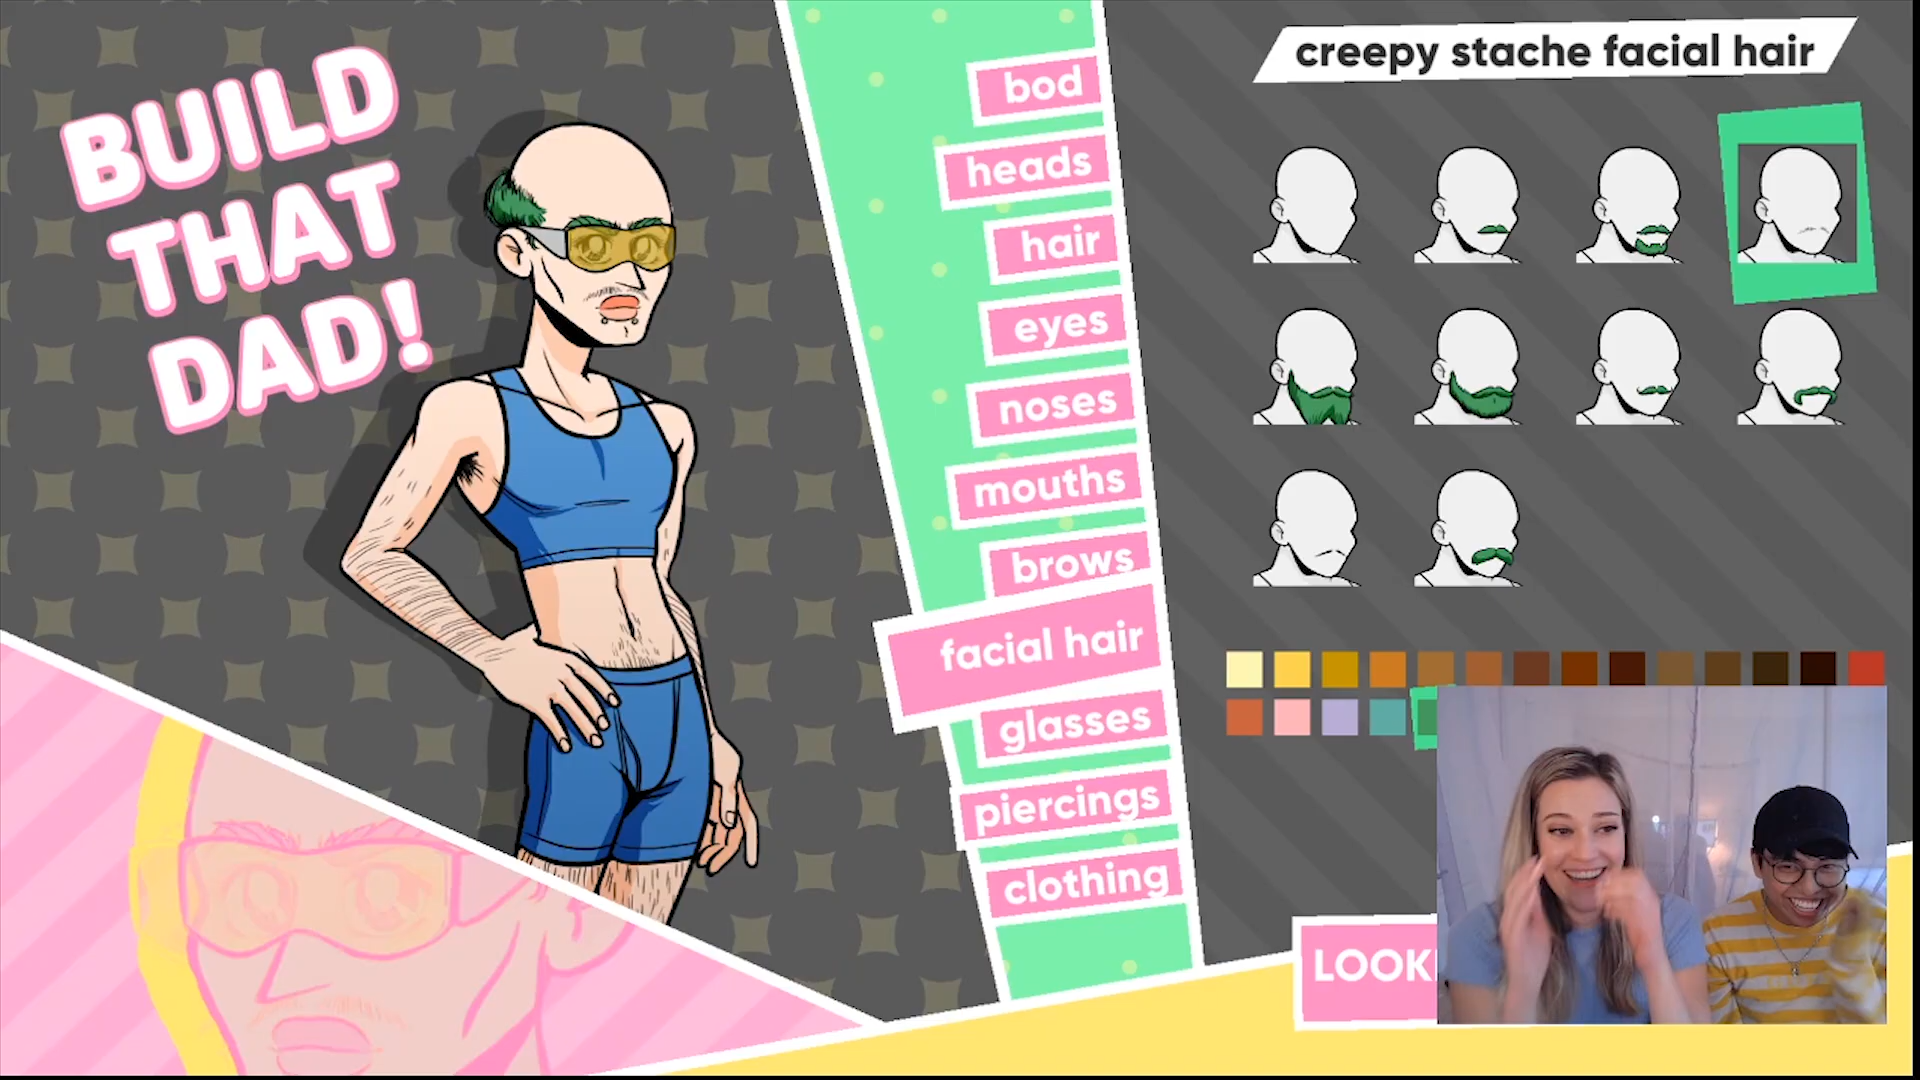 BUILD
THAT
DAD!
bod
heads
hair
eyes
noses
mouths
brows
facial hair
glasses
piercings
clothing
creepy stache facial hair
LOOK